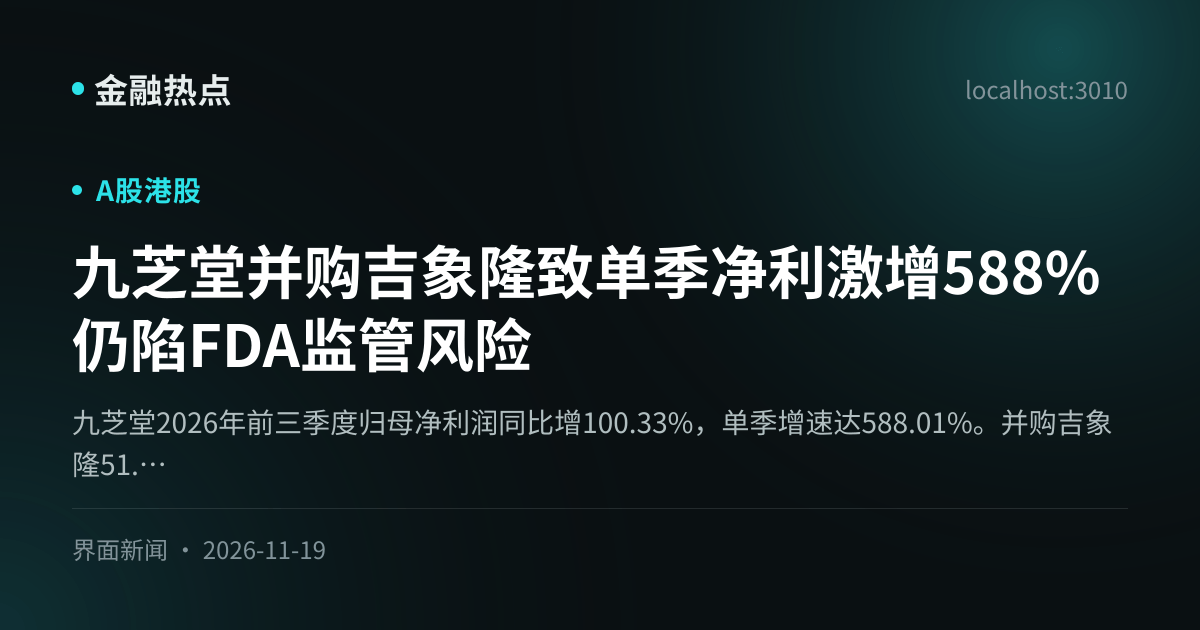 金融热点
localhost:3010
A股港股
九芝堂并购吉象隆致单季净利激增588%
仍陷FDA监管风险
九芝堂2026年前三季度归母净利润同比增100.33%，单季增速达588.01%。并购吉象
隆51.…
界面新闻 • 2026-11-19